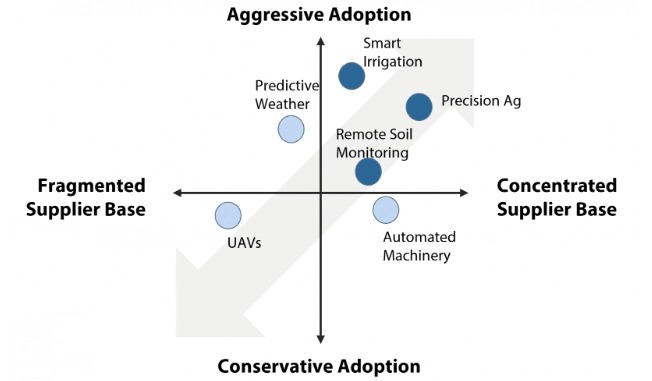 Aggressive Adoption
Smart
Irrigation
Predictive
Weather
Precision Ag
Remote Soil
Monitoring
Fragmented
Supplier Base
Concentrated
Supplier Base
UAVs
Automated
Machinery
Conservative Adoption